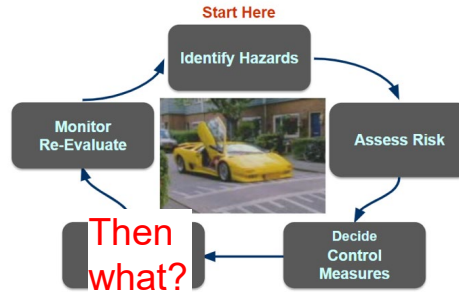 Start Here
Identify Hazards
Assess Risk
Decide
Control
Measures
Then
what?
Monitor
Re-Evaluate